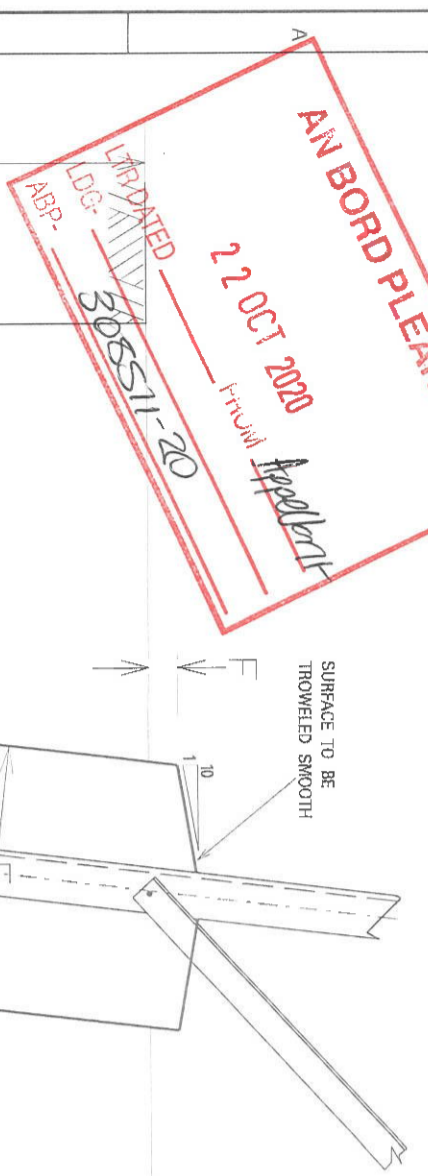 A
AN BORD
22 OCT 2020
LTR DATED FROM Appellant
LDG-
ABP- 308511-20
SURFACE TO BE
TROWELED SMOOTH
F
10
1